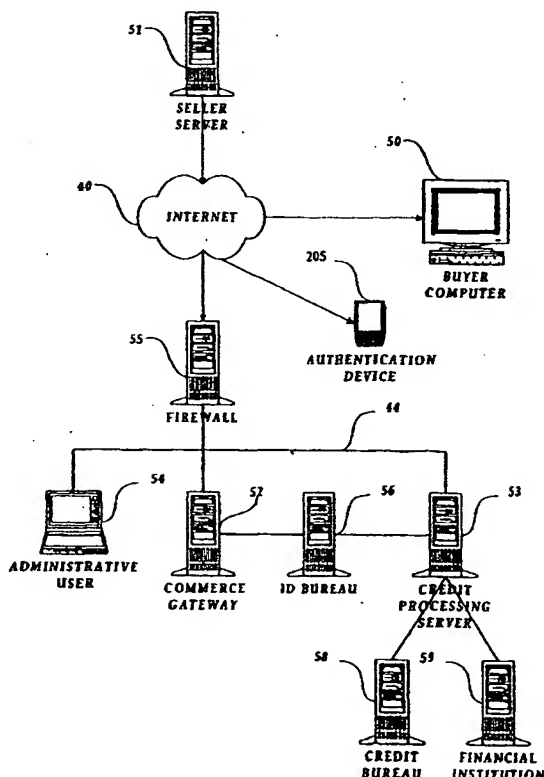 51
SELLER
SERVER
50
40
INTERNET
BUYER
COMPUTER
205
55
AUTHENTICATION
DEVICE
FIREWALL
44
54
52
56
53
ADMINISTRATIVE
USER
COMMERCE
GATEWAY
ID BUREAU
CREDIT
PROCESSING
SERVER
58
59
CREDIT
BUREAU
FINANCIAL
INSTITUTION